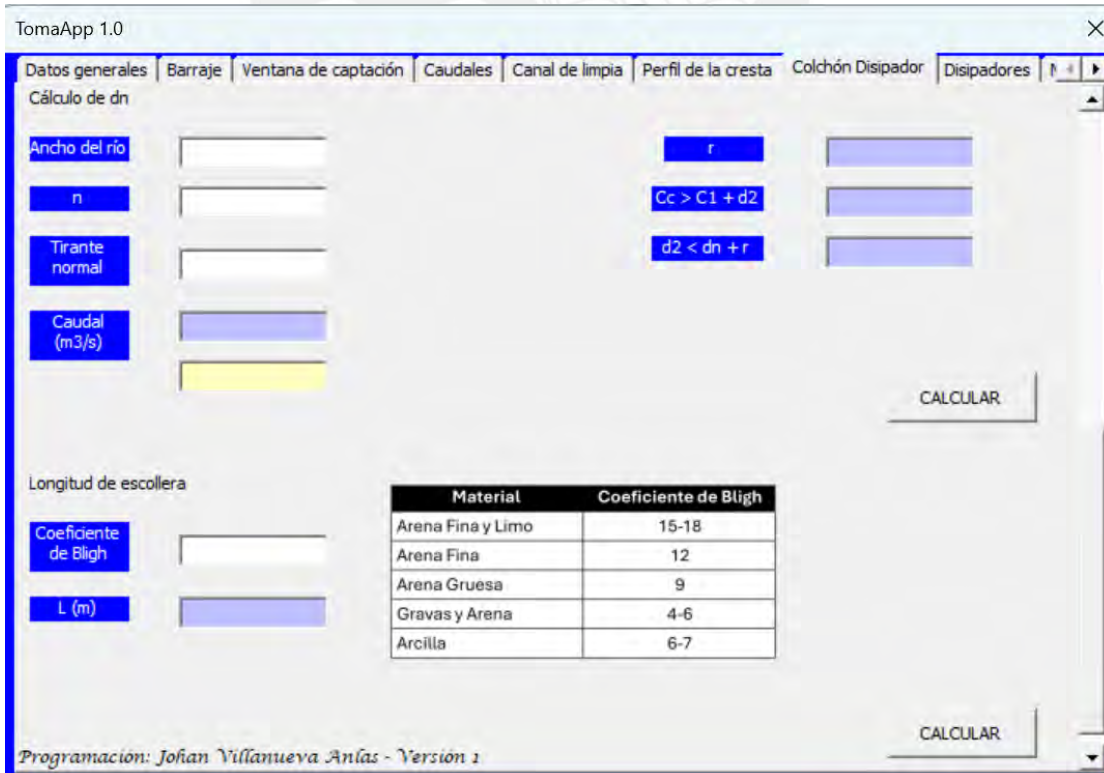 TomaApp 1.0
Datos generales Barraje Ventana de captación Caudales Canal de limpia Perfil de la cresta Colchón Disipador Disipadores
Cálculo de dn
Ancho del río
r
n
Cc > C1 + d2
Tirante
normal
d2 < dn + r
Caudal
(m3/s)
CALCULAR
Longitud de escollera
Material Coeficiente de Bligh
Coeficiente
de Bligh
Arena Fina y Limo 15-18
Arena Fina 12
Arena Gruesa 9
L (m)
Gravas y Arena 4-6
Arcilla 6-7
CALCULAR
Programación: Johan Villanueva Anlas - Versión 1